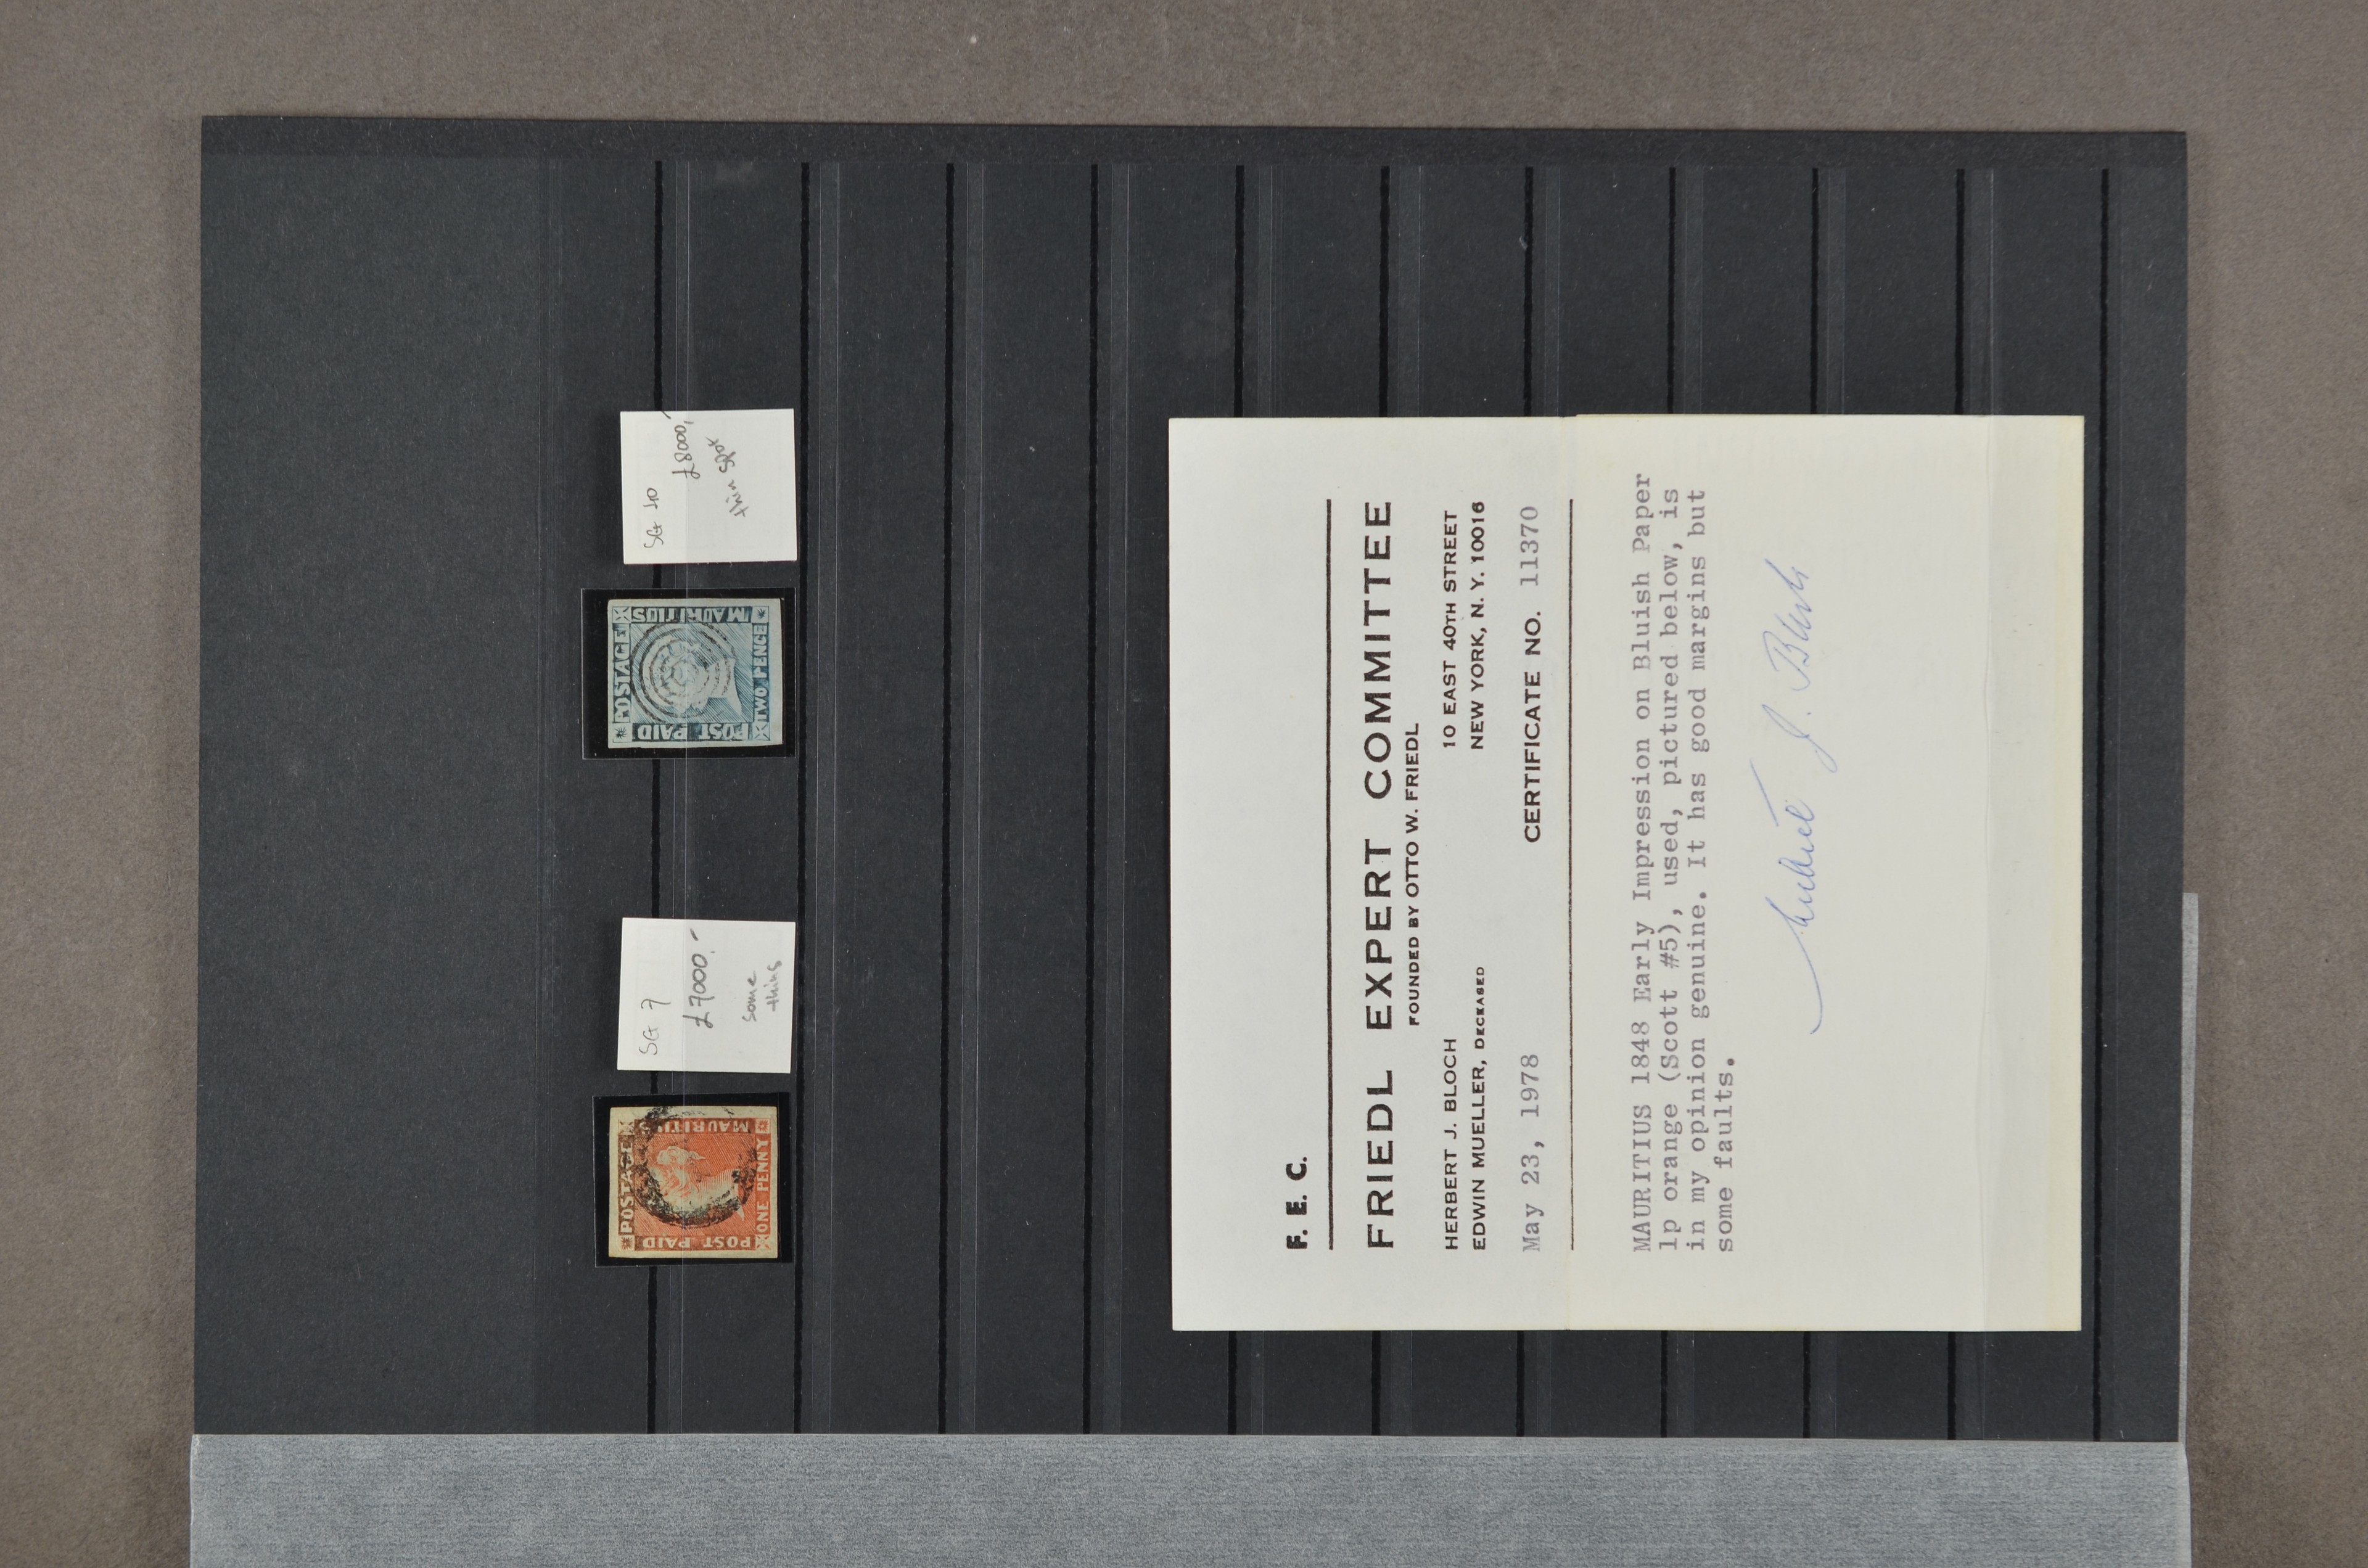 POSTAGE
MAURITIUS
ONE PENNY
POST PAID
SG 7
£7000,-
some
thins
POSTAGE
MAURITIUS
TWO PENCE
POST PAID
SG 10
£8000,-
thin spot
F. E. C.
FRIEDL EXPERT COMMITTEE
FOUNDED BY OTTO W. FRIEDL
HERBERT J. BLOCH 10 EAST 40TH STREET
EDWIN MUELLER, DECEASED NEW YORK, N. Y. 10016
May 23, 1978 CERTIFICATE NO. 11370
MAURITIUS 1848 Early Impression on Bluish Paper
1p orange (Scott #5), used, pictured below, is
in my opinion genuine. It has good margins but
some faults.
Herbert J. Bloch